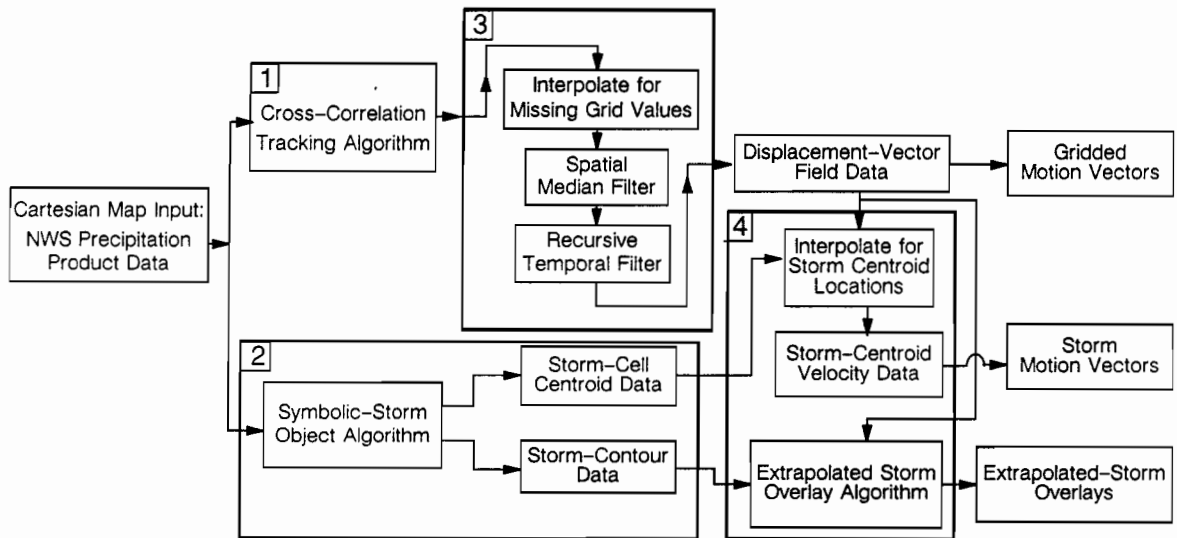 Cartesian Map Input:
NWS Precipitation
Product Data
1
Cross–Correlation
Tracking Algorithm
3
Interpolate for
Missing Grid Values
Spatial
Median Filter
Recursive
Temporal Filter
Displacement–Vector
Field Data
Gridded
Motion Vectors
2
Symbolic–Storm
Object Algorithm
Storm–Cell
Centroid Data
Storm–Contour
Data
4
Interpolate for
Storm Centroid
Locations
Storm–Centroid
Velocity Data
Storm
Motion Vectors
Extrapolated Storm
Overlay Algorithm
Extrapolated–Storm
Overlays